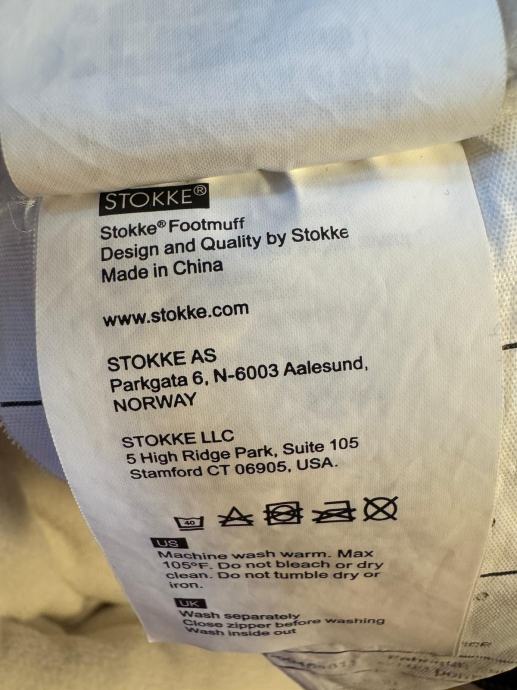 STOKKE®
Stokke® Footmuff
Design and Quality by Stokke
Made in China
www.stokke.com
STOKKE AS
Parkgata 6, N-6003 Aalesund,
NORWAY
STOKKE LLC
5 High Ridge Park, Suite 105
Stamford CT 06905, USA.
40
US
Machine wash warm. Max
105°F. Do not bleach or dry
clean. Do not tumble dry or
iron.
UK
Wash separately
Close zipper before washing
Wash inside out